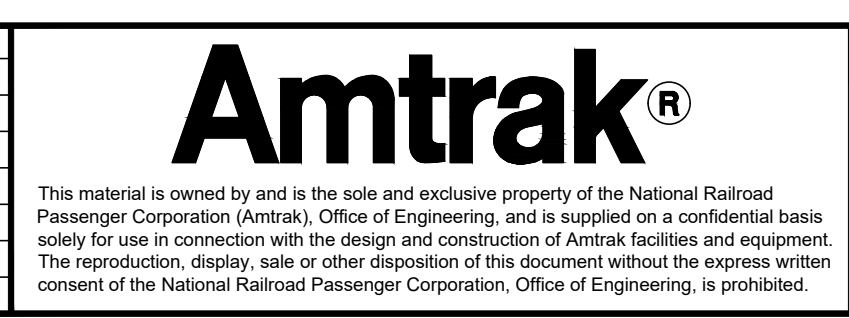 Amtrak®
This material is owned by and is the sole and exclusive property of the National Railroad
Passenger Corporation (Amtrak), Office of Engineering, and is supplied on a confidential basis
solely for use in connection with the design and construction of Amtrak facilities and equipment.
The reproduction, display, sale or other disposition of this document without the express written
consent of the National Railroad Passenger Corporation, Office of Engineering, is prohibited.